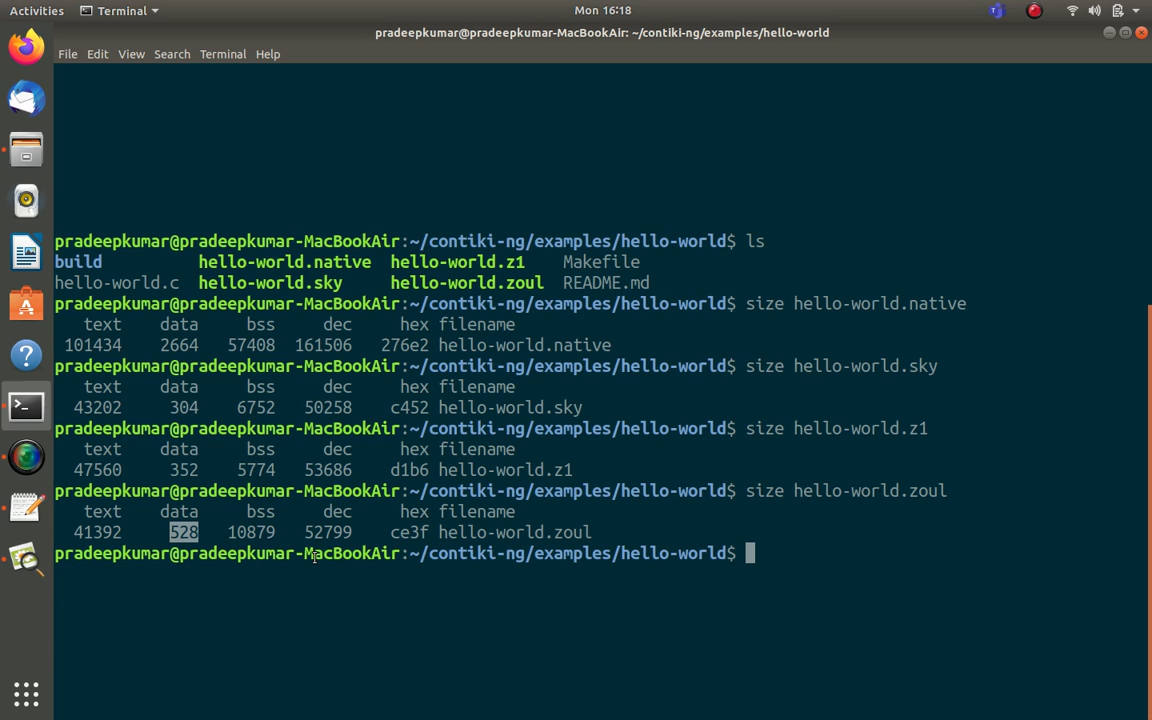 Activities Terminal Mon 16:18
pradeepkumar@pradeepkumar-MacBookAir: ~/contiki-ng/examples/hello-world
File Edit View Search Terminal Help
pradeepkumar@pradeepkumar-MacBookAir:~/contiki-ng/examples/hello-world$ ls
build hello-world.native hello-world.z1 Makefile
hello-world.c hello-world.sky hello-world.zoul README.md
pradeepkumar@pradeepkumar-MacBookAir:~/contiki-ng/examples/hello-world$ size hello-world.native
text data bss dec hex filename
101434 2664 57408 161506 276e2 hello-world.native
pradeepkumar@pradeepkumar-MacBookAir:~/contiki-ng/examples/hello-world$ size hello-world.sky
text data bss dec hex filename
43202 304 6752 50258 c452 hello-world.sky
pradeepkumar@pradeepkumar-MacBookAir:~/contiki-ng/examples/hello-world$ size hello-world.z1
text data bss dec hex filename
47560 352 5774 53686 d1b6 hello-world.z1
pradeepkumar@pradeepkumar-MacBookAir:~/contiki-ng/examples/hello-world$ size hello-world.zoul
text data bss dec hex filename
41392 528 10879 52799 ce3f hello-world.zoul
pradeepkumar@pradeepkumar-MacBookAir:~/contiki-ng/examples/hello-world$